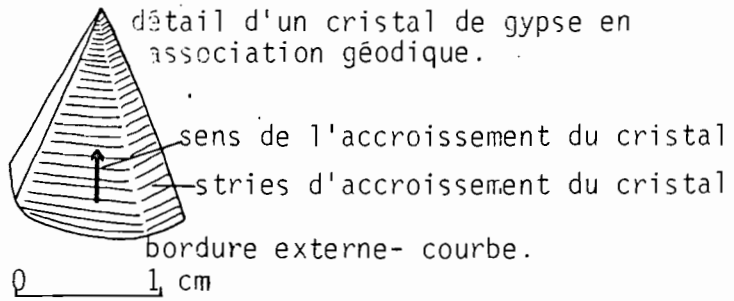 détail d'un cristal de gypse en
association géodique.
sens de l'accroissement du cristal
stries d'accroissement du cristal
bordure externe- courbe.
0 1 cm